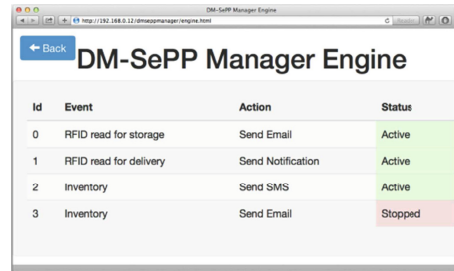 DM-SePP Manager Engine
http://192.168.0.12/dmseppmanager/engine.html
Back
DM-SePP Manager Engine
Id Event Action Status
0 RFID read for storage Send Email Active
1 RFID read for delivery Send Notification Active
2 Inventory Send SMS Active
3 Inventory Send Email Stopped